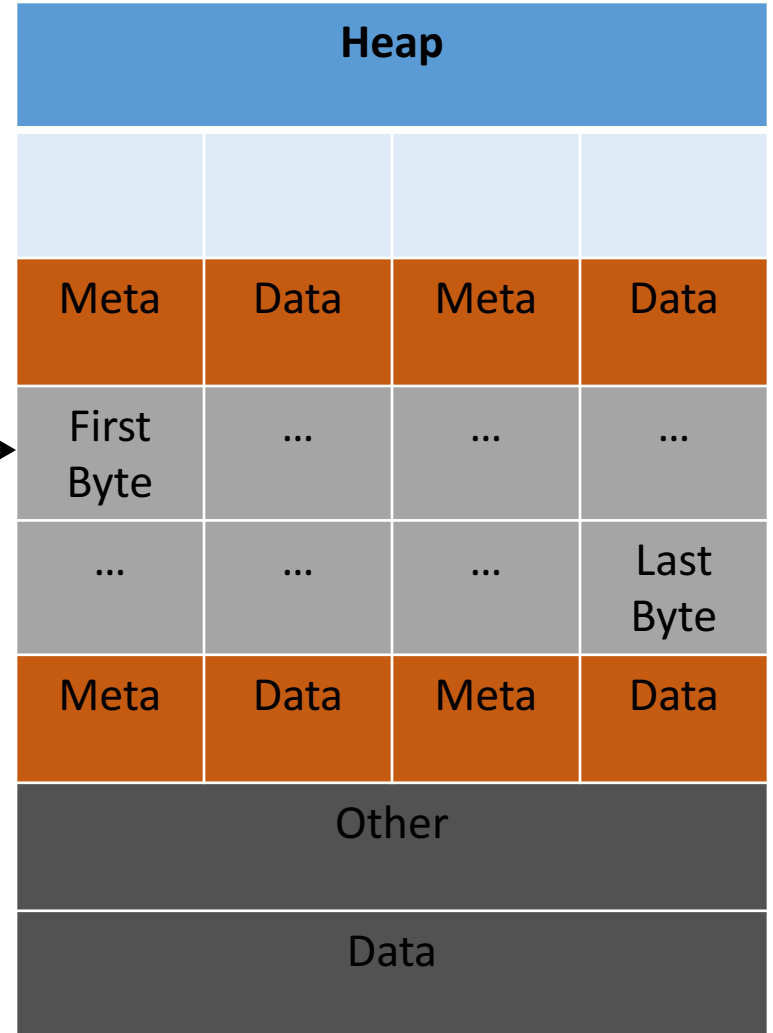 Heap
Meta Data Meta Data
First Byte … … …
… … … Last Byte
Meta Data Meta Data
Other
Data